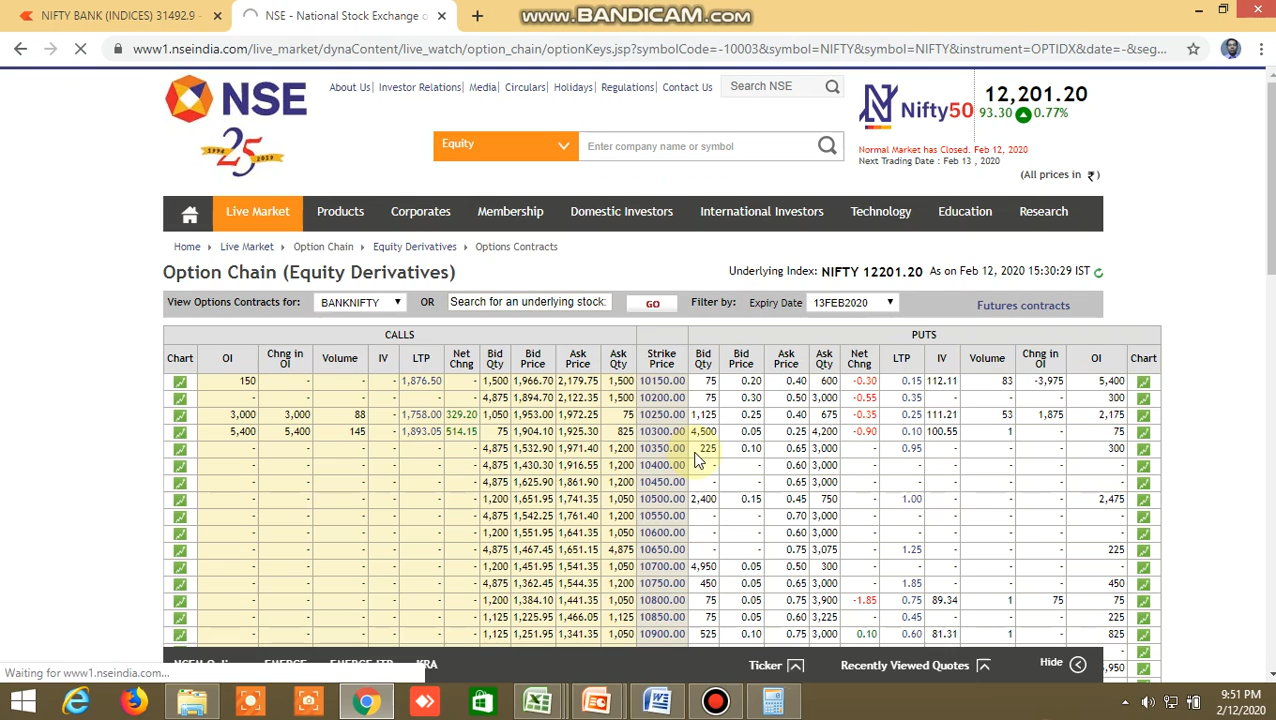 NIFTY BANK (INDICES) 31492.9
NSE - National Stock Exchange o
www.BANDICAM.com
www1.nseindia.com/live_market/dynaContent/live_watch/option_chain/optionKeys.jsp?symbolCode=-10003&symbol=NIFTY&symbol=NIFTY&instrument=OPTIDX&date=-&seg...
NSE
1994 25 2019
About Us | Investor Relations | Media | Circulars | Holidays | Regulations | Contact Us
Search NSE
Equity
Enter company name or symbol
Nifty50
12,201.20
93.30 0.77%
Normal Market has Closed. Feb 12, 2020
Next Trading Date : Feb 13 , 2020
(All prices in ₹)
Live Market Products Corporates Membership Domestic Investors International Investors Technology Education Research
Home Live Market Option Chain Equity Derivatives Options Contracts
Option Chain (Equity Derivatives)
Underlying Index: NIFTY 12201.20 As on Feb 12, 2020 15:30:29 IST
View Options Contracts for: BANKNIFTY OR Search for an underlying stock: GO Filter by: Expiry Date 13FEB2020 Futures contracts
CALLS PUTS
Chart OI Chng in OI Volume IV LTP Net Chng Bid Qty Bid Price Ask Price Ask Qty Strike Price Bid Qty Bid Price Ask Price Ask Qty Net Chng LTP IV Volume Chng in OI OI Chart
150 - - - 1,876.50 - 1,500 1,966.70 2,179.75 1,500 10150.00 75 0.20 0.40 600 -0.30 0.15 112.11 83 -3,975 5,400
- - - - - - 4,875 1,894.70 2,122.35 1,500 10200.00 75 0.30 0.50 3,000 -0.55 0.35 - - - 300
3,000 3,000 88 - 1,758.00 329.20 1,050 1,953.00 1,972.25 75 10250.00 1,125 0.25 0.40 675 -0.35 0.25 111.21 53 1,875 2,175
5,400 5,400 145 - 1,893.05 514.15 75 1,904.10 1,925.30 825 10300.00 4,500 0.05 0.25 4,200 -0.90 0.10 100.55 1 - 75
- - - - - - 4,875 1,532.90 1,971.40 1,200 10350.00 225 0.10 0.65 3,000 - 0.95 - - - 300
- - - - - - 4,875 1,430.30 1,916.55 1,200 10400.00 - - 0.60 3,000 - - - - - -
- - - - - - 4,875 1,625.90 1,861.90 1,200 10450.00 - - 0.65 3,000 - - - - - -
- - - - - - 1,200 1,651.95 1,741.35 1,050 10500.00 2,400 0.15 0.45 750 - 1.00 - - - 2,475
- - - - - - 4,875 1,542.25 1,761.40 1,200 10550.00 - - 0.70 3,000 - - - - - -
- - - - - - 1,200 1,551.95 1,641.35 1,050 10600.00 - - 0.60 3,000 - - - - - -
- - - - - - 4,875 1,467.45 1,651.15 4,875 10650.00 - - 0.75 3,075 - 1.25 - - - 225
- - - - - - 1,200 1,451.95 1,541.35 1,050 10700.00 4,950 0.05 0.50 300 - - - - - -
- - - - - - 4,875 1,362.45 1,544.35 1,200 10750.00 450 0.05 0.65 3,000 - 1.85 - - - 450
- - - - - - 1,200 1,384.10 1,441.35 1,050 10800.00 75 0.05 0.75 3,900 -1.85 0.75 89.34 1 75 75
- - - - - - 1,125 1,225.95 1,466.05 1,125 10850.00 75 0.05 0.60 3,225 - 0.45 - - - 225
- - - - - - 1,125 1,251.95 1,341.35 1,050 10900.00 525 0.10 0.75 3,000 0.10 0.60 81.31 1 - 825
KRA
Ticker Recently Viewed Quotes Hide
Waiting for www1.nseindia.com...
9:51 PM
2/12/2020